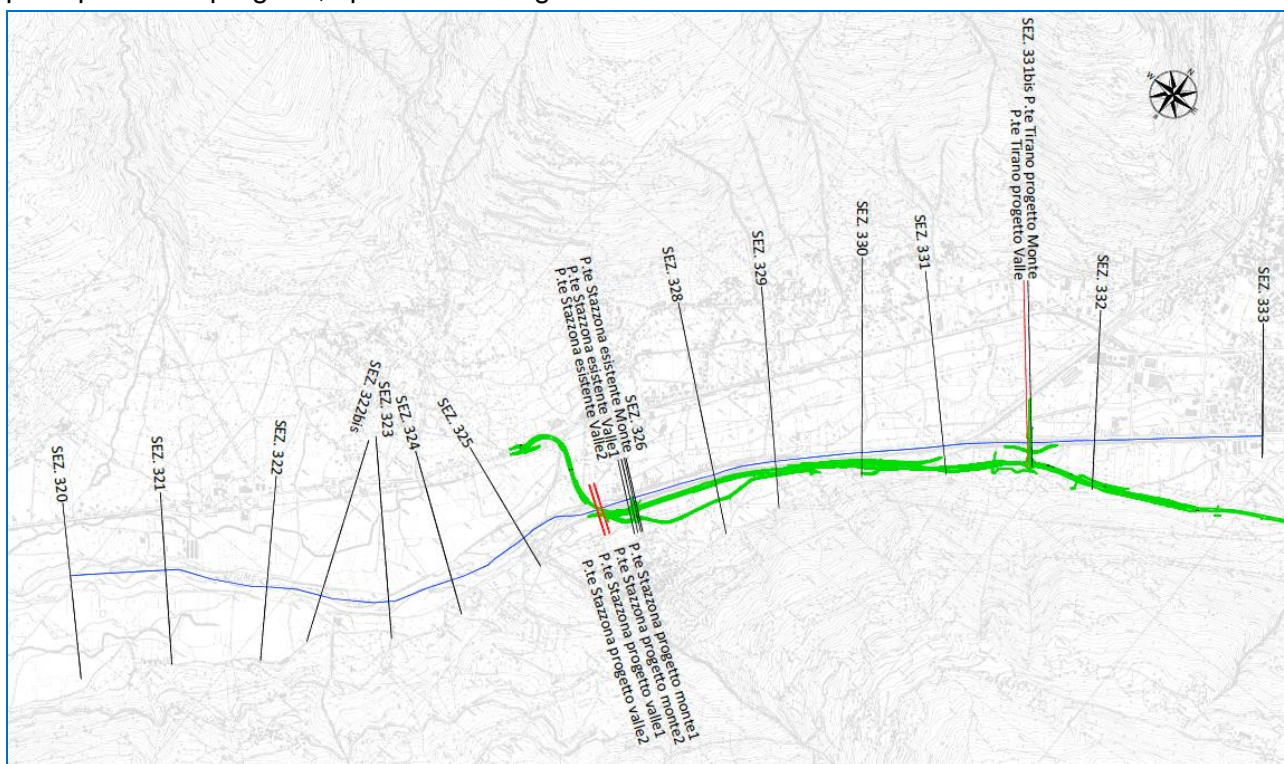 SEZ. 320
SEZ. 321
SEZ. 322
SEZ. 322bis
SEZ. 323
SEZ. 324
SEZ. 325
P.te Stazzona esistente Valle2
P.te Stazzona esistente Valle1
P.te Stazzona esistente Monte
SEZ. 326
P.te Stazzona progetto valle2
P.te Stazzona progetto valle1
P.te Stazzona progetto monte2
P.te Stazzona progetto monte1
SEZ. 328
SEZ. 329
SEZ. 330
SEZ. 331
P.te Tirano progetto Valle
SEZ. 331bis P.te Tirano progetto Monte
SEZ. 332
SEZ. 333
N
E
S
W